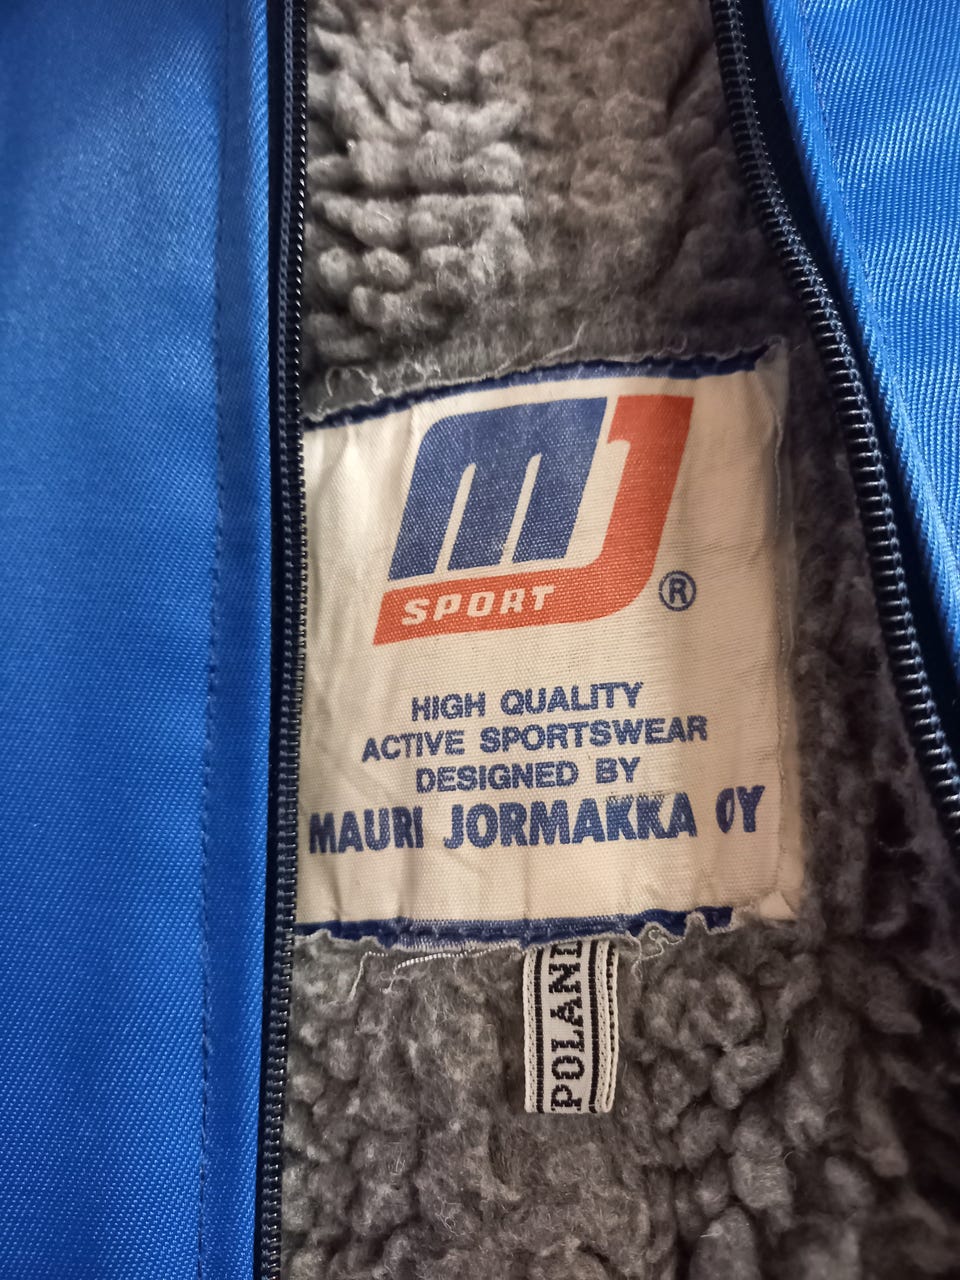 MJ
SPORT
®
HIGH QUALITY
ACTIVE SPORTSWEAR
DESIGNED BY
MAURI JORMAKKA OY
POLAND